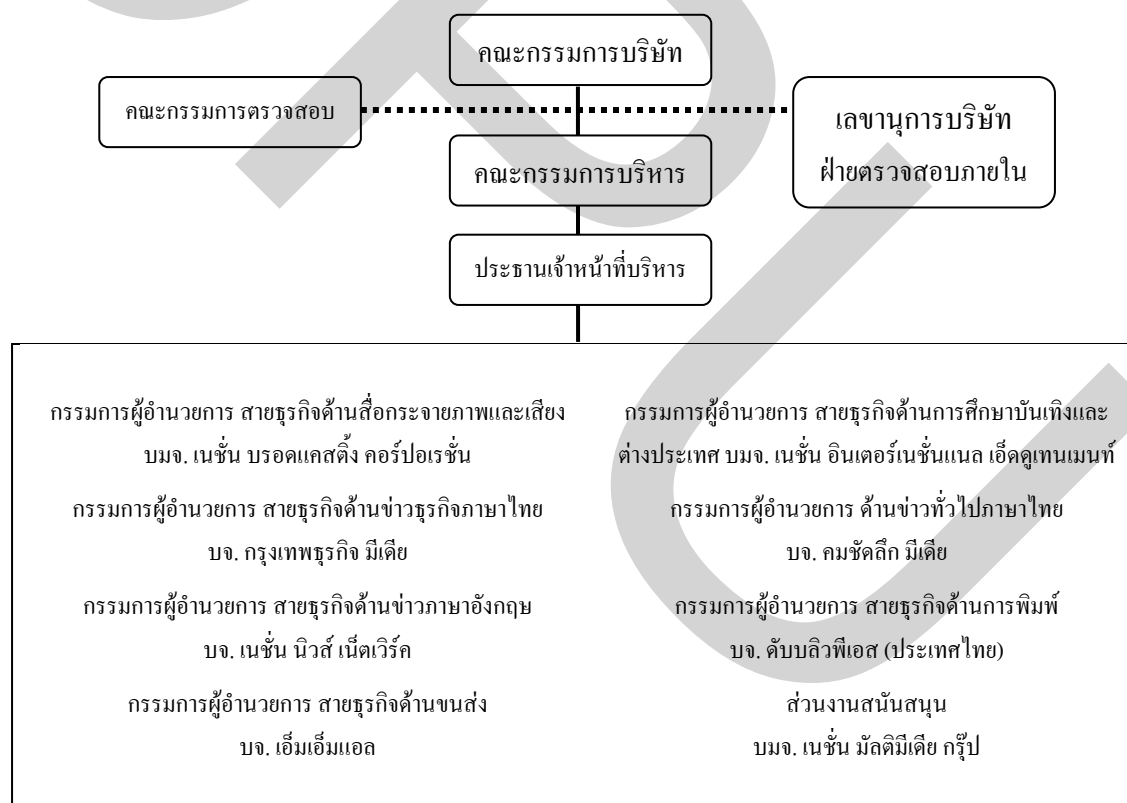 คณะกรรมการบริษัท
คณะกรรมการตรวจสอบ
เลขานุการบริษัท
ฝ่ายตรวจสอบภายใน
คณะกรรมการบริหาร
ประธานเจ้าหน้าที่บริหาร
กรรมการผู้อำนวยการ สายธุรกิจด้านสื่อกระจายภาพและเสียง
บมจ. เนชั่น บรอดแคสติ้ง คอร์ปอเรชั่น
กรรมการผู้อำนวยการ สายธุรกิจด้านข่าวธุรกิจภาษาไทย
บจ. กรุงเทพธุรกิจ มีเดีย
กรรมการผู้อำนวยการ สายธุรกิจด้านข่าวภาษาอังกฤษ
บจ. เนชั่น นิวส์ เน็ตเวิร์ค
กรรมการผู้อำนวยการ สายธุรกิจด้านขนส่ง
บจ. เอ็มเอ็มแอล
กรรมการผู้อำนวยการ สายธุรกิจด้านการศึกษาบันเทิงและ
ต่างประเทศ บมจ. เนชั่น อินเตอร์เนชั่นแนล เอ็ดดูเทนเมนท์
กรรมการผู้อำนวยการ ด้านข่าวทั่วไปภาษาไทย
บจ. คมชัดลึก มีเดีย
กรรมการผู้อำนวยการ สายธุรกิจด้านการพิมพ์
บจ. ดับบลิวพีเอส (ประเทศไทย)
ส่วนงานสนันสนุน
บมจ. เนชั่น มัลติมีเดีย กรุ๊ป